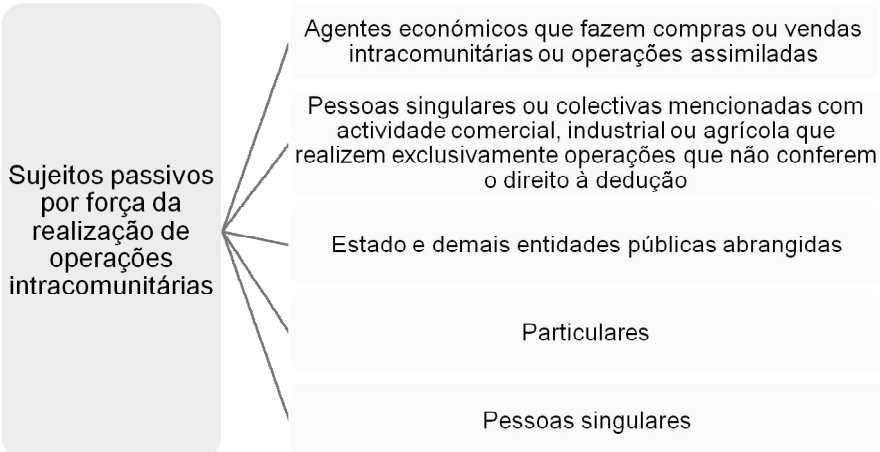 Sujeitos passivos
por força da
realização de
operações
intracomunitárias
Agentes económicos que fazem compras ou vendas
intracomunitárias ou operações assimiladas
Pessoas singulares ou colectivas mencionadas com
actividade comercial, industrial ou agrícola que
realizem exclusivamente operações que não conferem
o direito à dedução
Estado e demais entidades públicas abrangidas
Particulares
Pessoas singulares